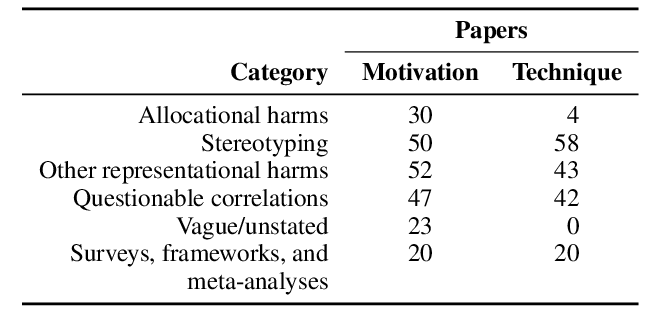 Papers
Category Motivation Technique
Allocational harms 30 4
Stereotyping 50 58
Other representational harms 52 43
Questionable correlations 47 42
Vague/unstated 23 0
Surveys, frameworks, and 20 20
meta-analyses